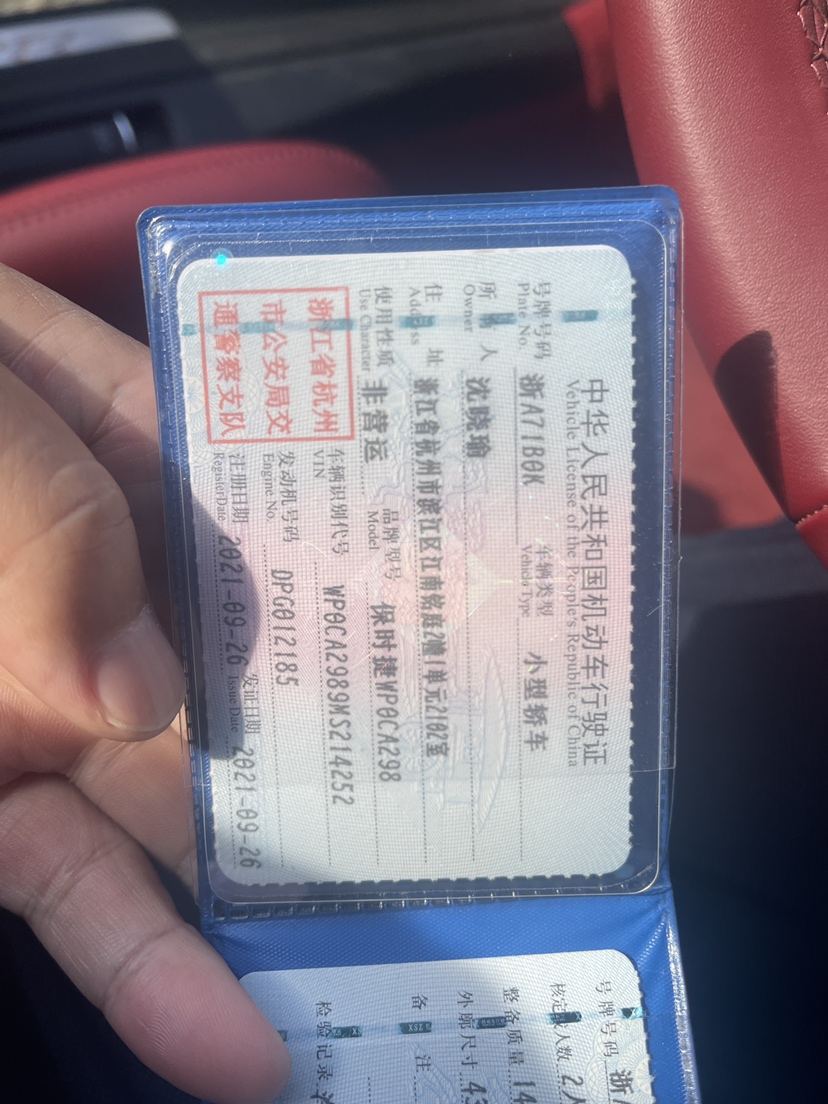 中华人民共和国机动车行驶证
Vehicle License of the People's Republic of China
号牌号码 浙A71B0K 车辆类型 小型轿车
Plate No. Vehicle Type
所有人 沈晓瑜
Owner
住址 浙江省杭州市滨江区江南铭庭2幢1单元2102室
Address
使用性质 非营运 品牌型号 保时捷WP0CA298
Use Character Model
浙江省杭州
市公安局交
通警察支队
车辆识别代号 WP0CA2989MS214252
VIN
发动机号码 DPG012185
Engine No.
注册日期 2021-09-26 发证日期 2021-09-26
Register Date Issue Date
号牌号码 浙
核定载人数 2人
整备质量 14
外廓尺寸 43
备注
检验记录